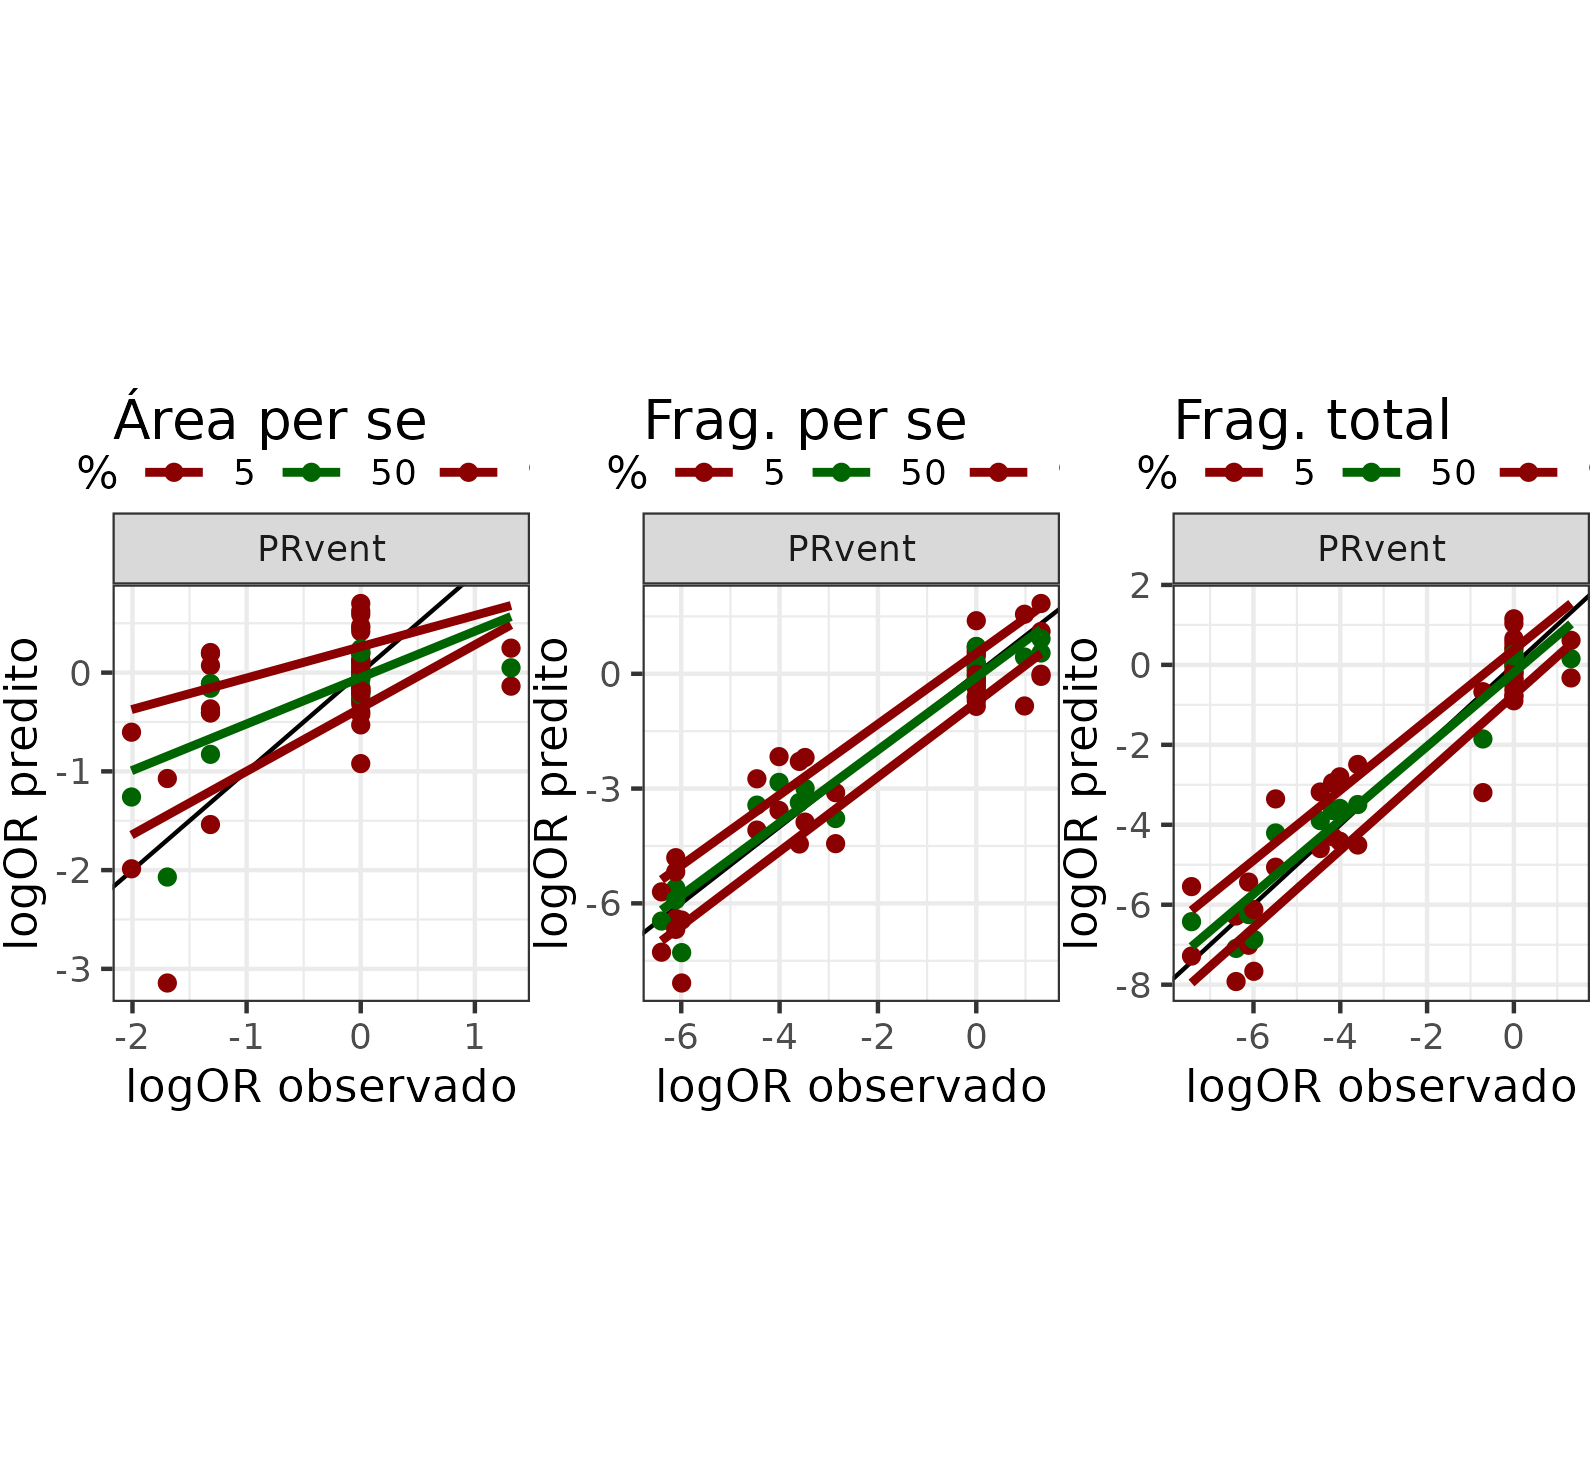 Área per se
% 5 50
PRvent
0
-1
-2
-3
-2 -1 0 1
logOR observado
logOR predito
Frag. per se
% 5 50
PRvent
0
-3
-6
-6 -4 -2 0
logOR observado
logOR predito
Frag. total
% 5 50
PRvent
2
0
-2
-4
-6
-8
-6 -4 -2 0
logOR observado
logOR predito